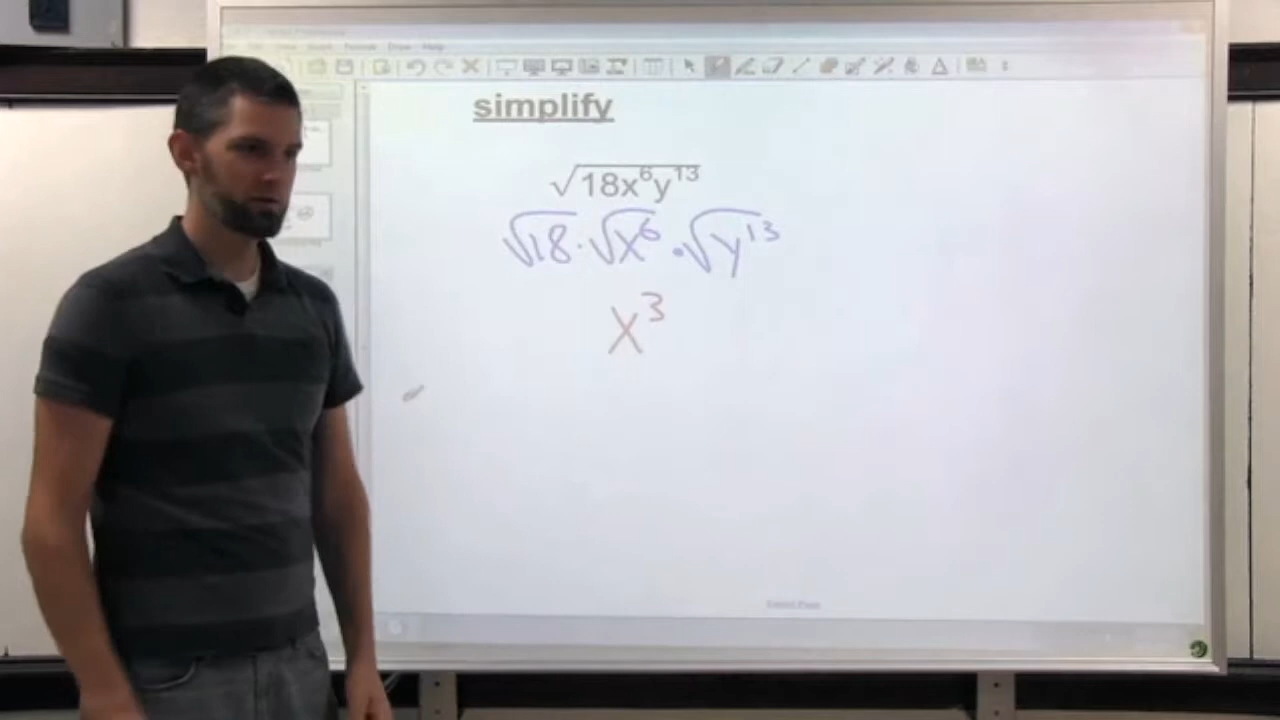 simplify
√18x⁶y¹³
√18 · √x⁶ · √y¹³
x³